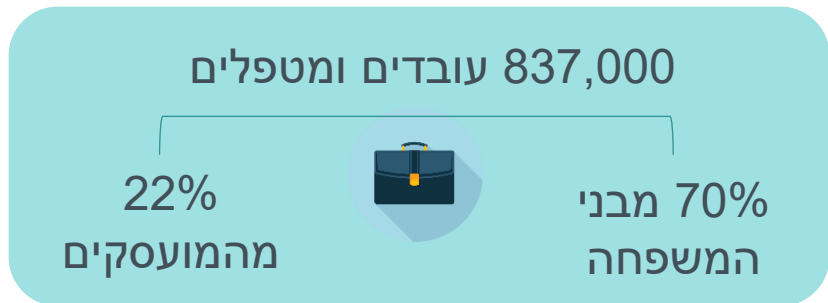 837,000 עובדים ומטפלים
70% מבני
המשפחה
22%
מהמועסקים